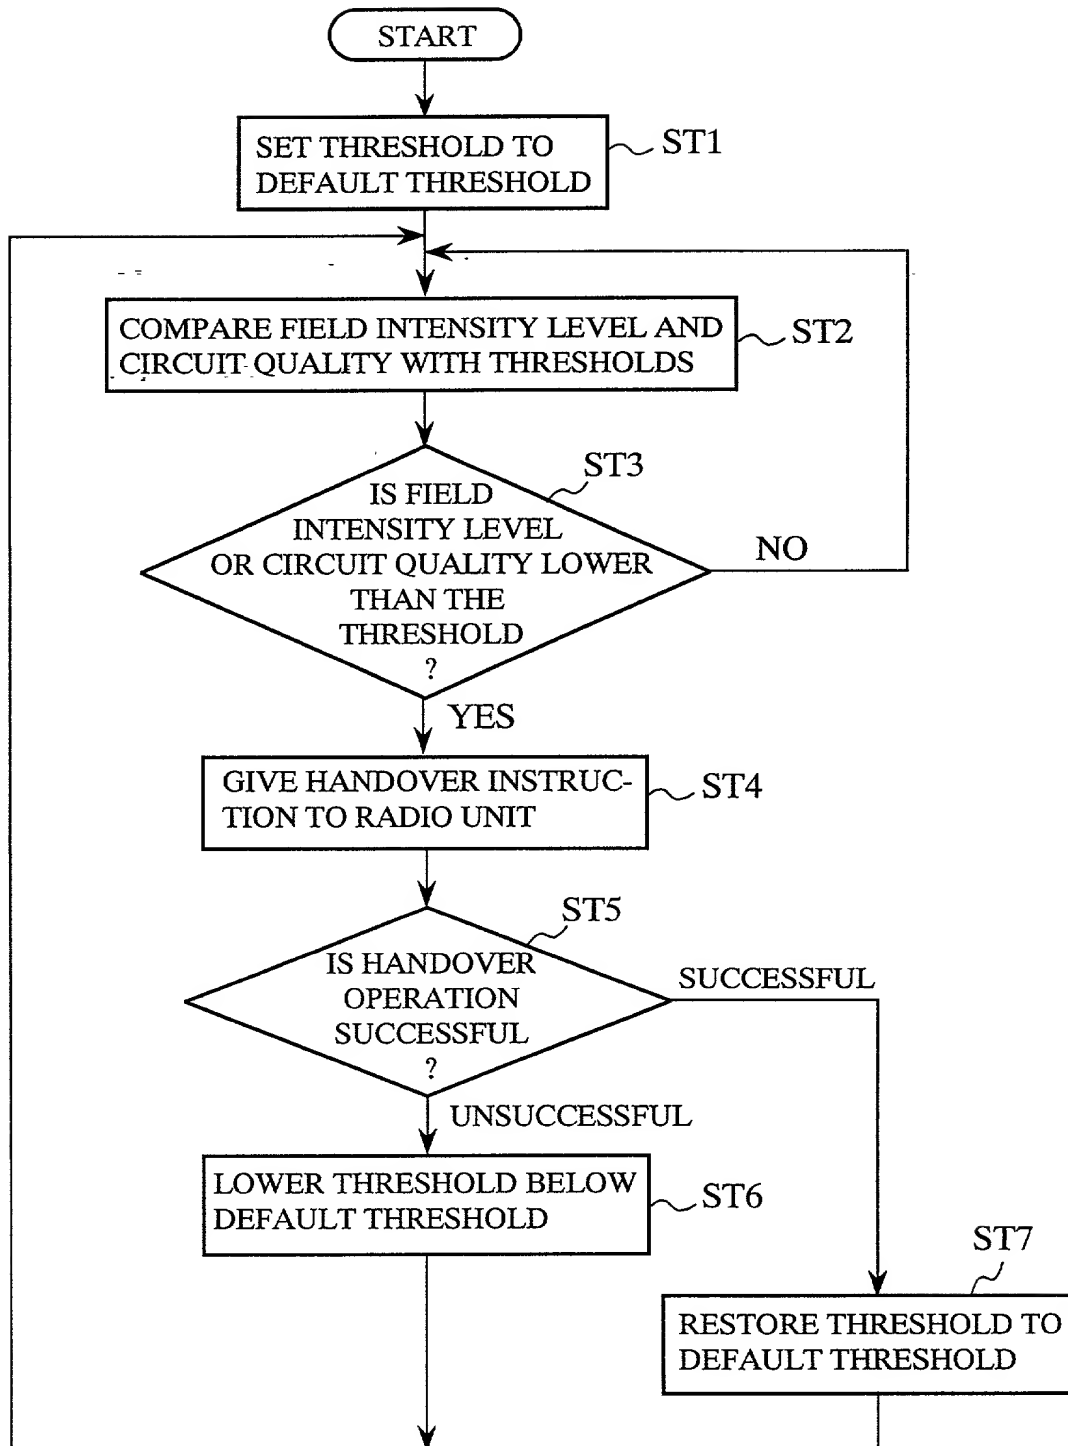 START
SET THRESHOLD TO
DEFAULT THRESHOLD
ST1
COMPARE FIELD INTENSITY LEVEL AND
CIRCUIT QUALITY WITH THRESHOLDS
ST2
ST3
IS FIELD
INTENSITY LEVEL
OR CIRCUIT QUALITY LOWER
THAN THE
THRESHOLD
?
NO
YES
GIVE HANDOVER INSTRUC-
TION TO RADIO UNIT
ST4
ST5
IS HANDOVER
OPERATION
SUCCESSFUL
?
SUCCESSFUL
UNSUCCESSFUL
LOWER THRESHOLD BELOW
DEFAULT THRESHOLD
ST6
ST7
RESTORE THRESHOLD TO
DEFAULT THRESHOLD